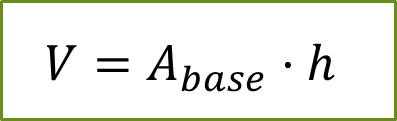 V = A_base · h